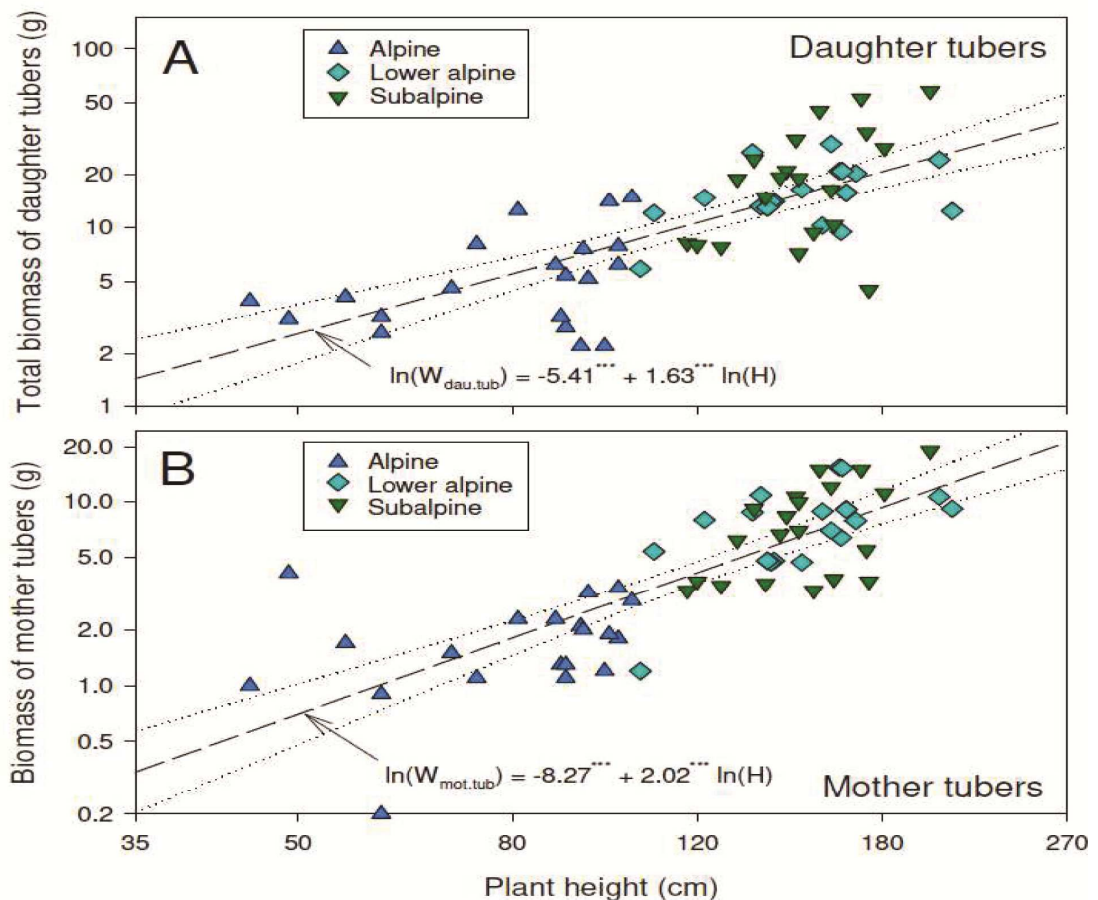 A
Daughter tubers
Alpine
Lower alpine
Subalpine
Total biomass of daughter tubers (g)
100
50
20
10
5
2
1
ln(W_dau.tub) = -5.41*** + 1.63*** ln(H)
B
Alpine
Lower alpine
Subalpine
Biomass of mother tubers (g)
20.0
10.0
5.0
2.0
1.0
0.5
0.2
ln(W_mot.tub) = -8.27*** + 2.02*** ln(H)
Mother tubers
35 50 80 120 180 270
Plant height (cm)